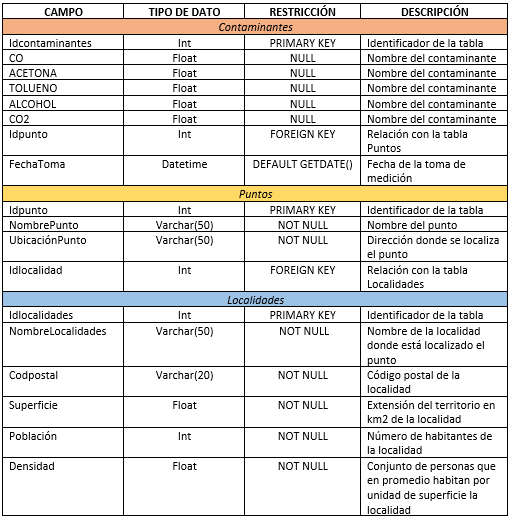 CAMPO TIPO DE DATO RESTRICCIÓN DESCRIPCIÓN
Contaminantes
Idcontaminantes Int PRIMARY KEY Identificador de la tabla
CO Float NULL Nombre del contaminante
ACETONA Float NULL Nombre del contaminante
TOLUENO Float NULL Nombre del contaminante
ALCOHOL Float NULL Nombre del contaminante
CO2 Float NULL Nombre del contaminante
Idpunto Int FOREIGN KEY Relación con la tabla
Puntos
FechaToma Datetime DEFAULT GETDATE() Fecha de la toma de
medición
Puntos
Idpunto Int PRIMARY KEY Identificador de la tabla
NombrePunto Varchar(50) NOT NULL Nombre del punto
UbicaciónPunto Varchar(50) NOT NULL Dirección donde se localiza
el punto
Idlocalidad Int FOREIGN KEY Relación con la tabla
Localidades
Localidades
Idlocalidades Int PRIMARY KEY Identificador de la tabla
NombreLocalidades Varchar(50) NOT NULL Nombre de la localidad
donde está localizado el
punto
Codpostal Varchar(20) NOT NULL Código postal de la
localidad
Superficie Float NOT NULL Extensión del territorio en
km2 de la localidad
Población Int NOT NULL Número de habitantes de
la localidad
Densidad Float NOT NULL Conjunto de personas que
en promedio habitan por
unidad de superficie la
localidad